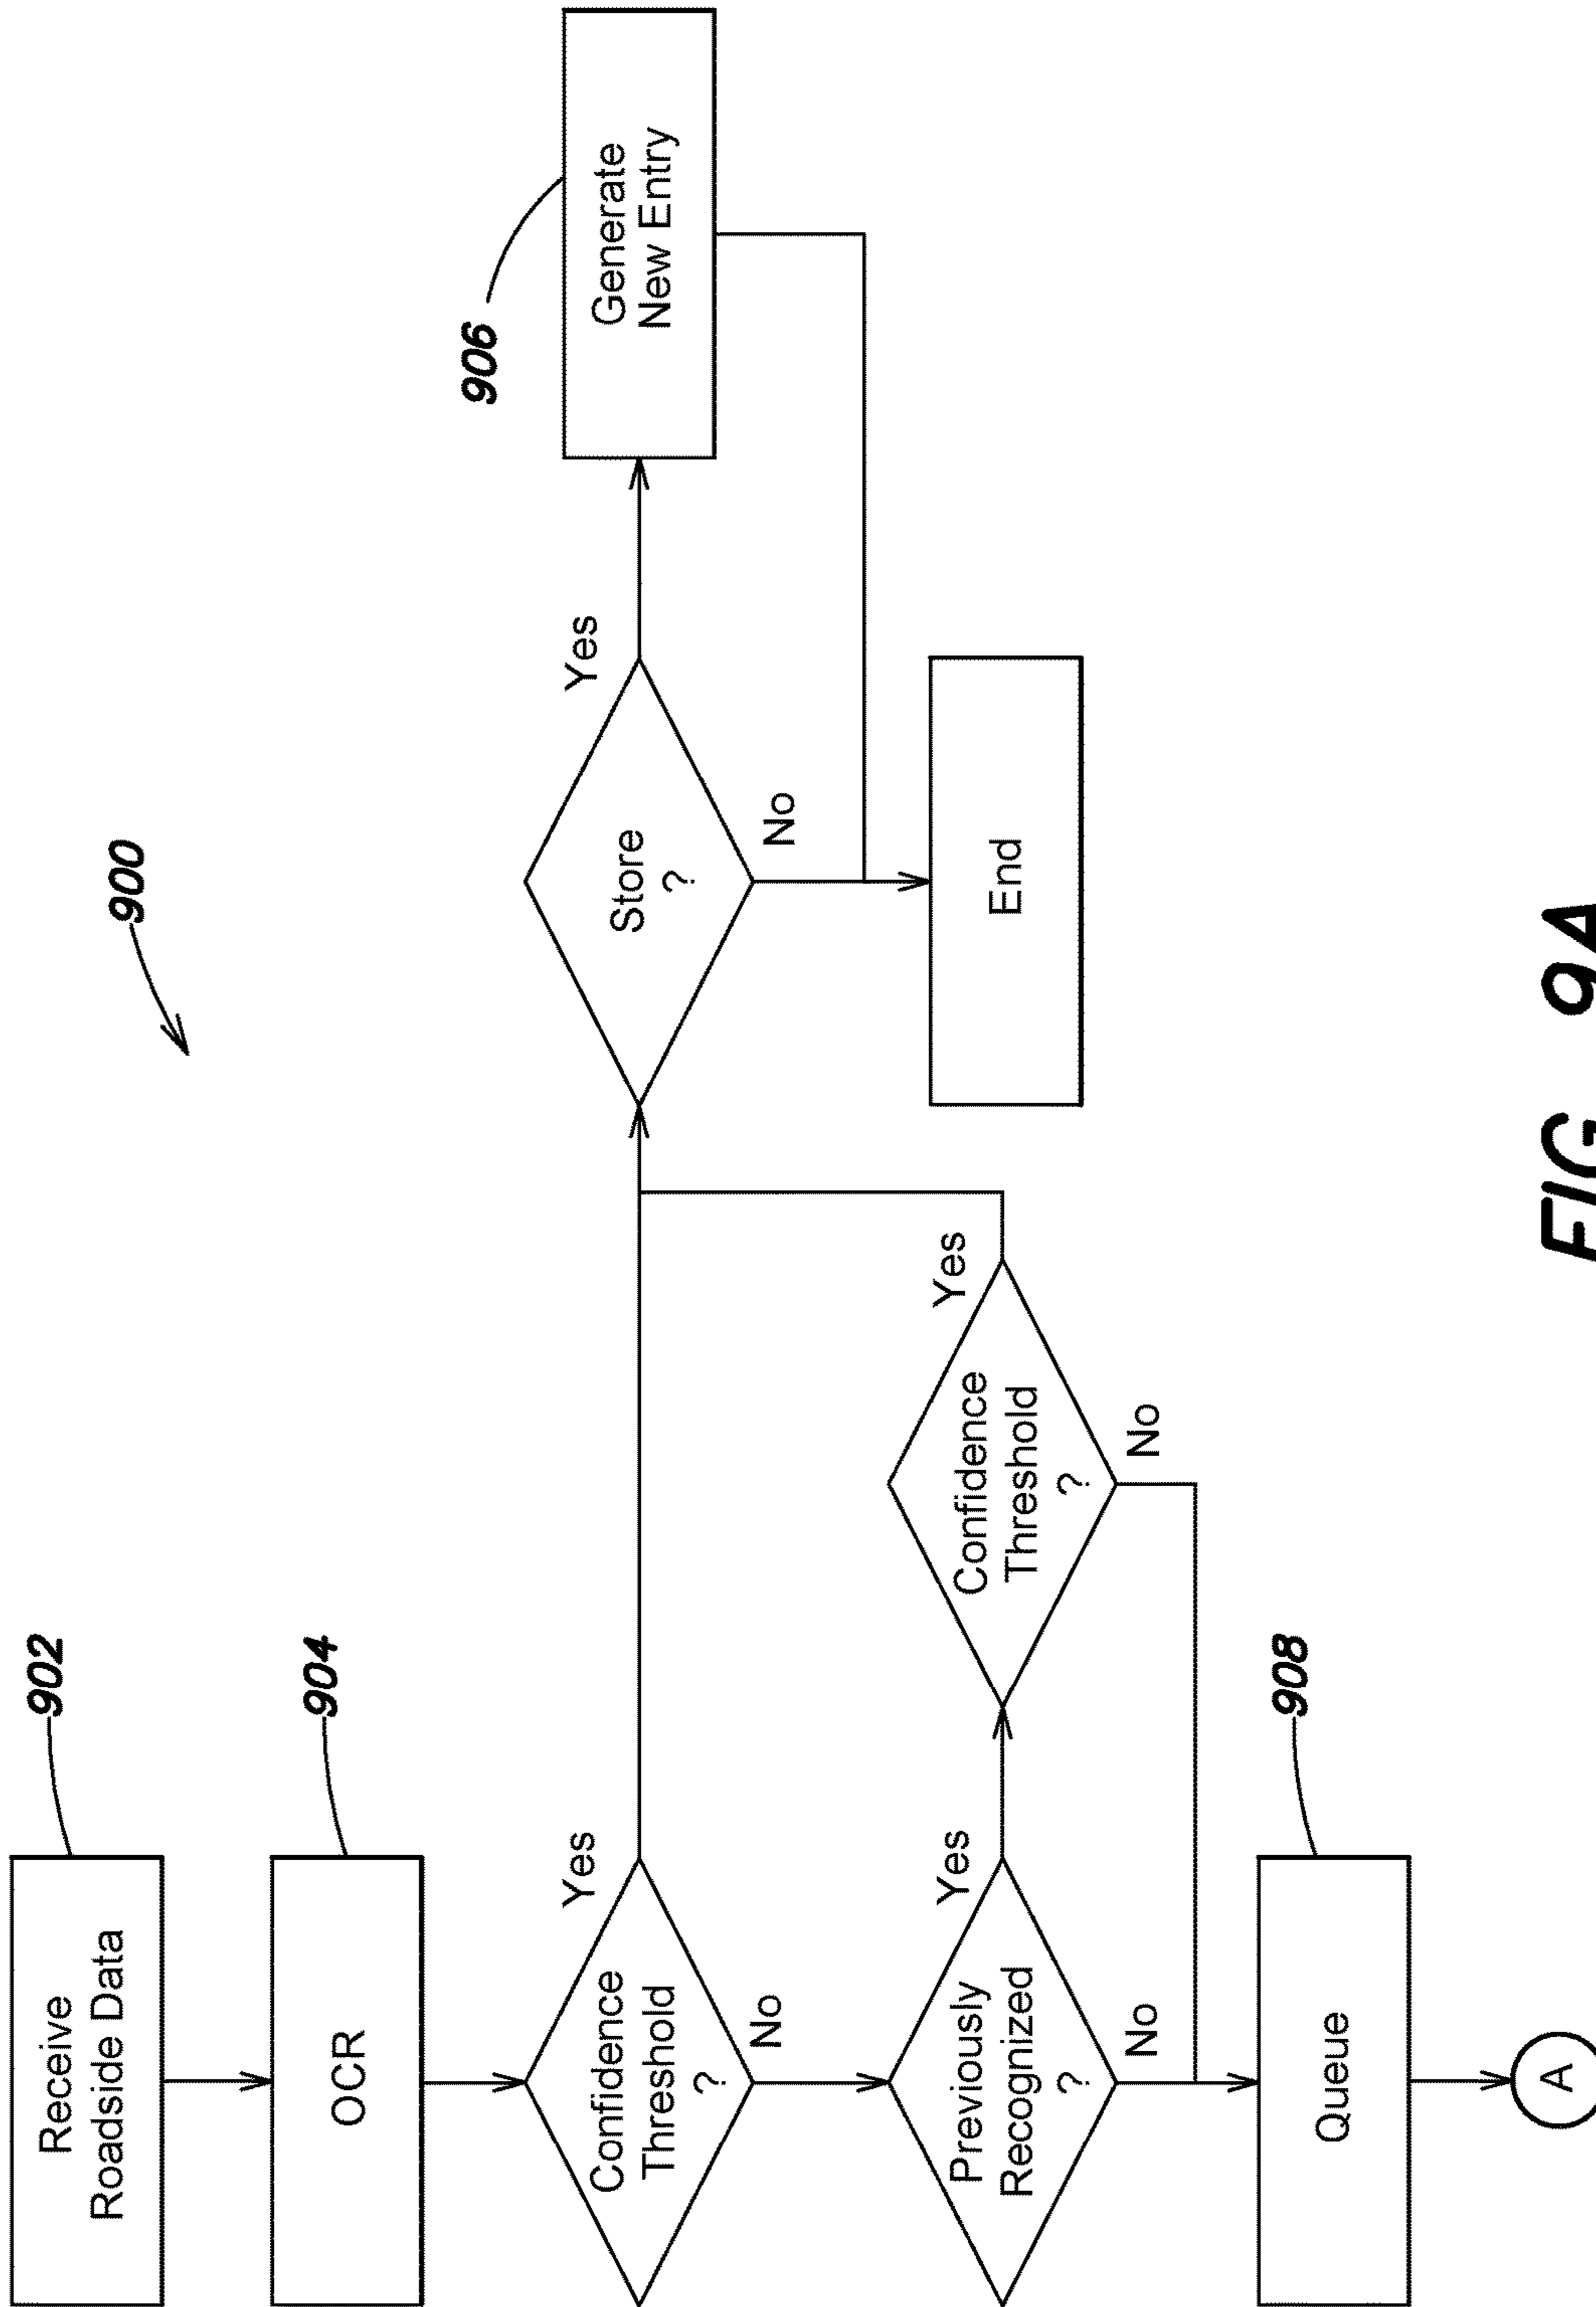 902
Receive
Roadside Data
904
OCR
900
Confidence
Threshold
?
Yes
No
Previously
Recognized
?
Yes
No
Confidence
Threshold
?
Yes
No
908
Queue
A
Store
?
Yes
No
906
Generate
New Entry
End
FIG. 9A